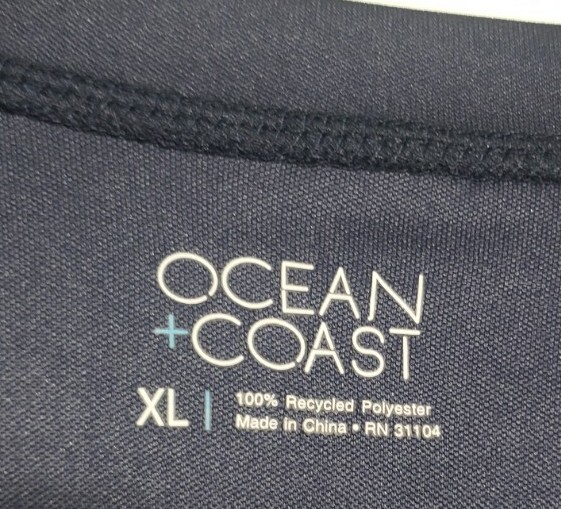 OCEAN
+COAST
XL | 100% Recycled Polyester
Made in China • RN 31104